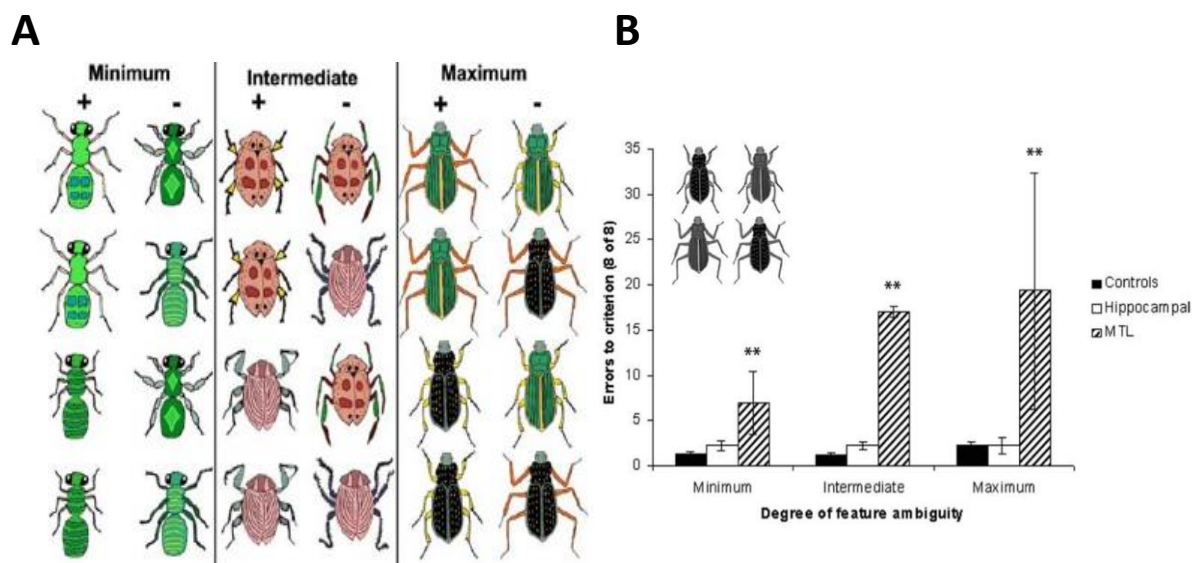 A
Minimum
+ -
Intermediate
+ -
Maximum
+ -
B
Errors to criterion (8 of 8)
35
30
25
20
15
10
5
0
**
**
**
Minimum Intermediate Maximum
Degree of feature ambiguity
Controls
Hippocampal
MTL